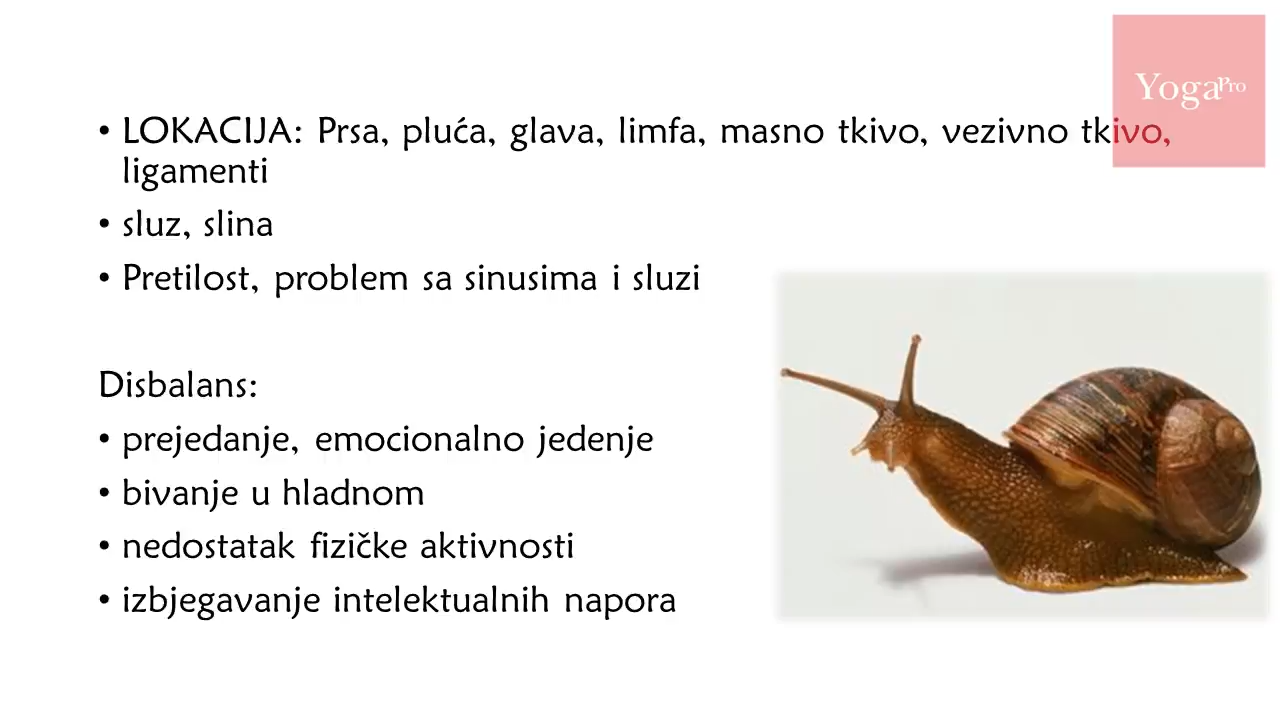 YogaPro
• LOKACIJA: Prsa, pluća, glava, limfa, masno tkivo, vezivno tkivo,
ligamenti
• sluz, slina
• Pretilost, problem sa sinusima i sluzi
Disbalans:
• prejedanje, emocionalno jedenje
• bivanje u hladnom
• nedostatak fizičke aktivnosti
• izbjegavanje intelektualnih napora